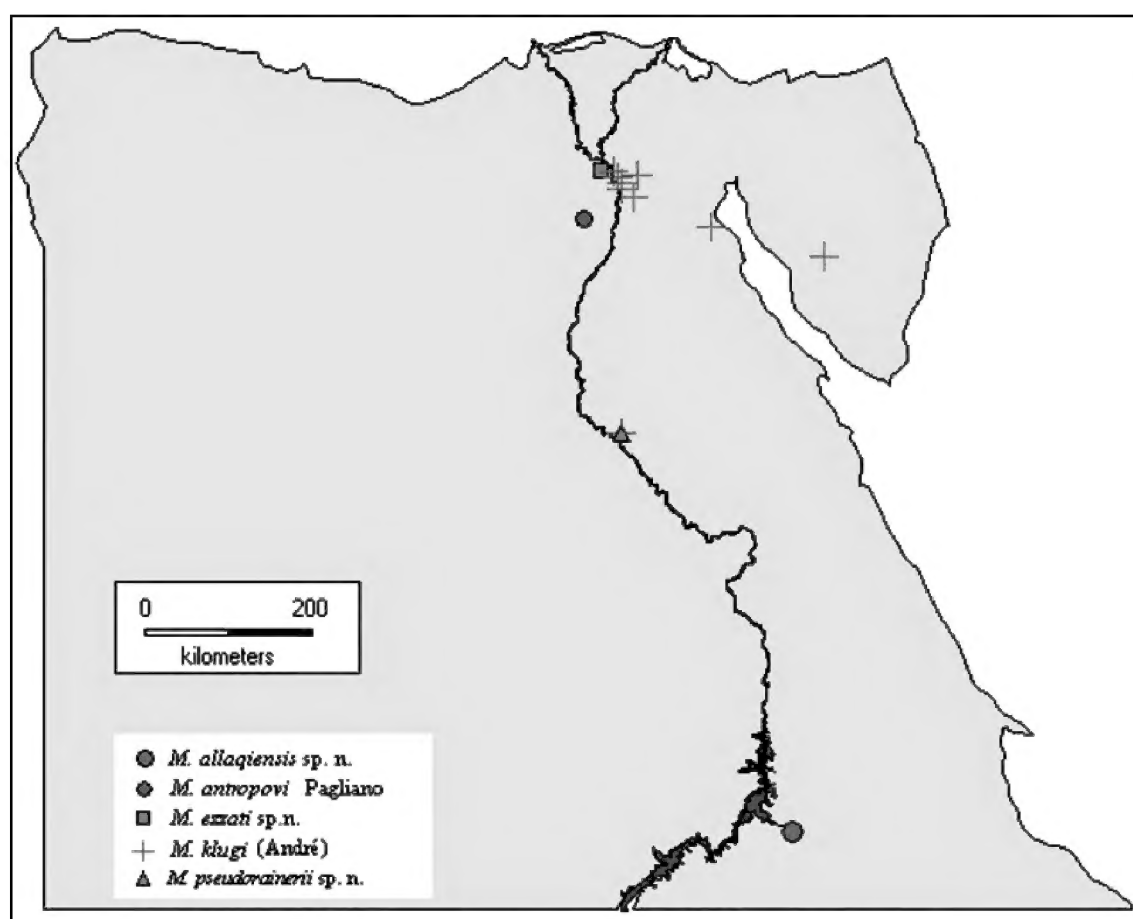 0 200
kilometers
M. allaqiensis sp. n.
M. antropovi Pagliano
M. ezzati sp.n.
M. klugi (André)
M. pseudorainerii sp. n.